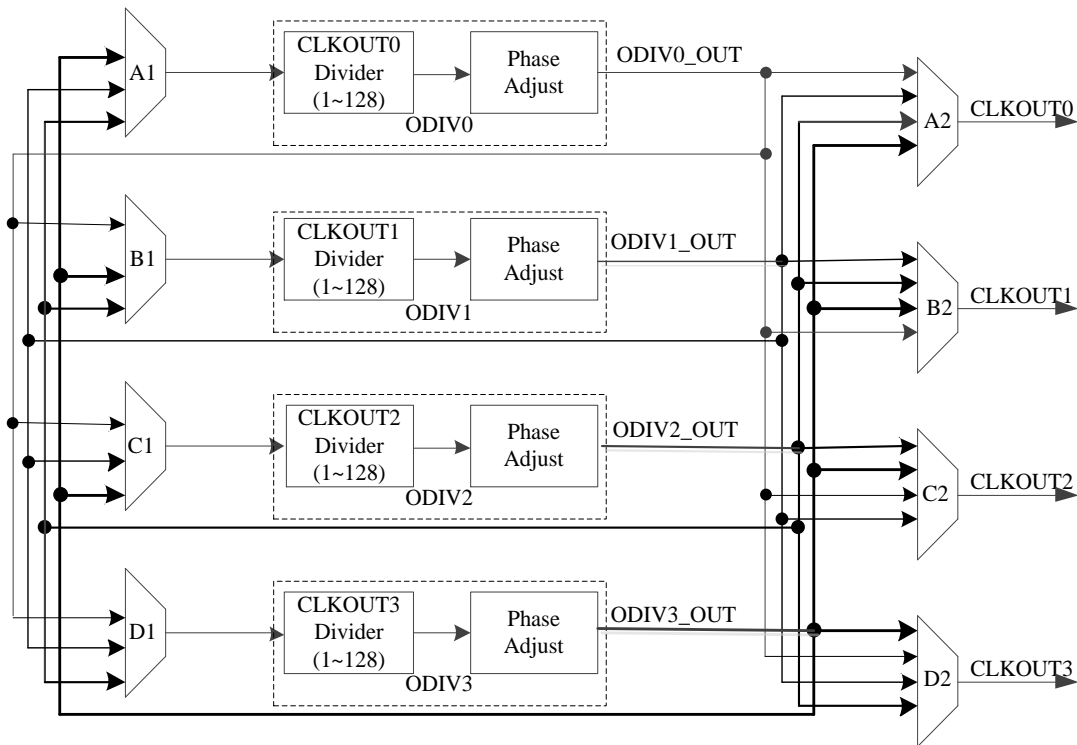 A1
CLKOUT0
Divider
(1~128)
Phase
Adjust
ODIV0
ODIV0_OUT
A2
CLKOUT0
B1
CLKOUT1
Divider
(1~128)
Phase
Adjust
ODIV1
ODIV1_OUT
B2
CLKOUT1
C1
CLKOUT2
Divider
(1~128)
Phase
Adjust
ODIV2
ODIV2_OUT
C2
CLKOUT2
D1
CLKOUT3
Divider
(1~128)
Phase
Adjust
ODIV3
ODIV3_OUT
D2
CLKOUT3